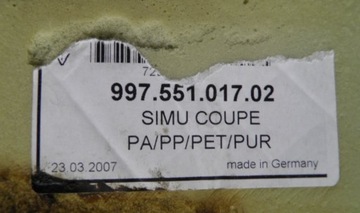 997.551.017.02
SIMU COUPE
PA/PP/PET/PUR
23.03.2007 made in Germany